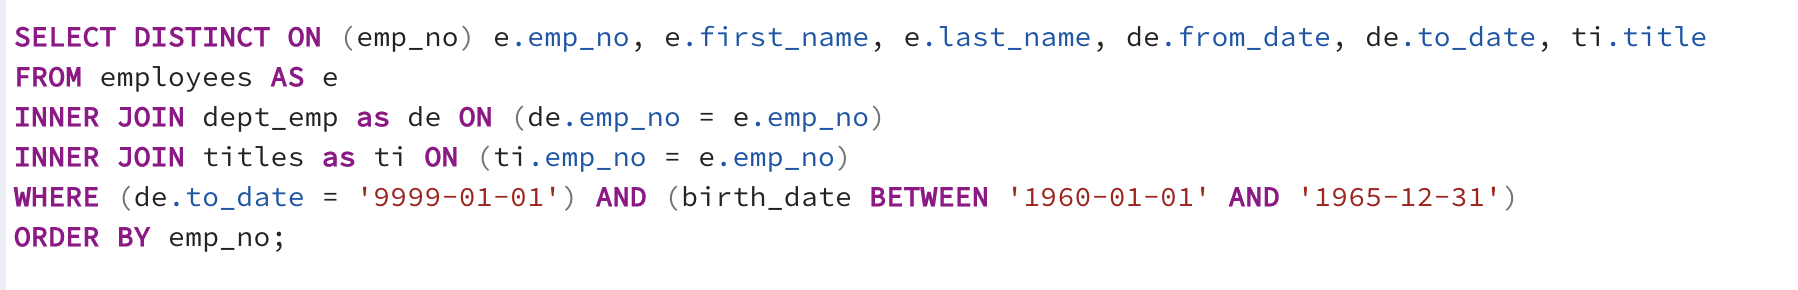 SELECT DISTINCT ON (emp_no) e.emp_no, e.first_name, e.last_name, de.from_date, de.to_date, ti.title
FROM employees AS e
INNER JOIN dept_emp as de ON (de.emp_no = e.emp_no)
INNER JOIN titles as ti ON (ti.emp_no = e.emp_no)
WHERE (de.to_date = '9999-01-01') AND (birth_date BETWEEN '1960-01-01' AND '1965-12-31')
ORDER BY emp_no;